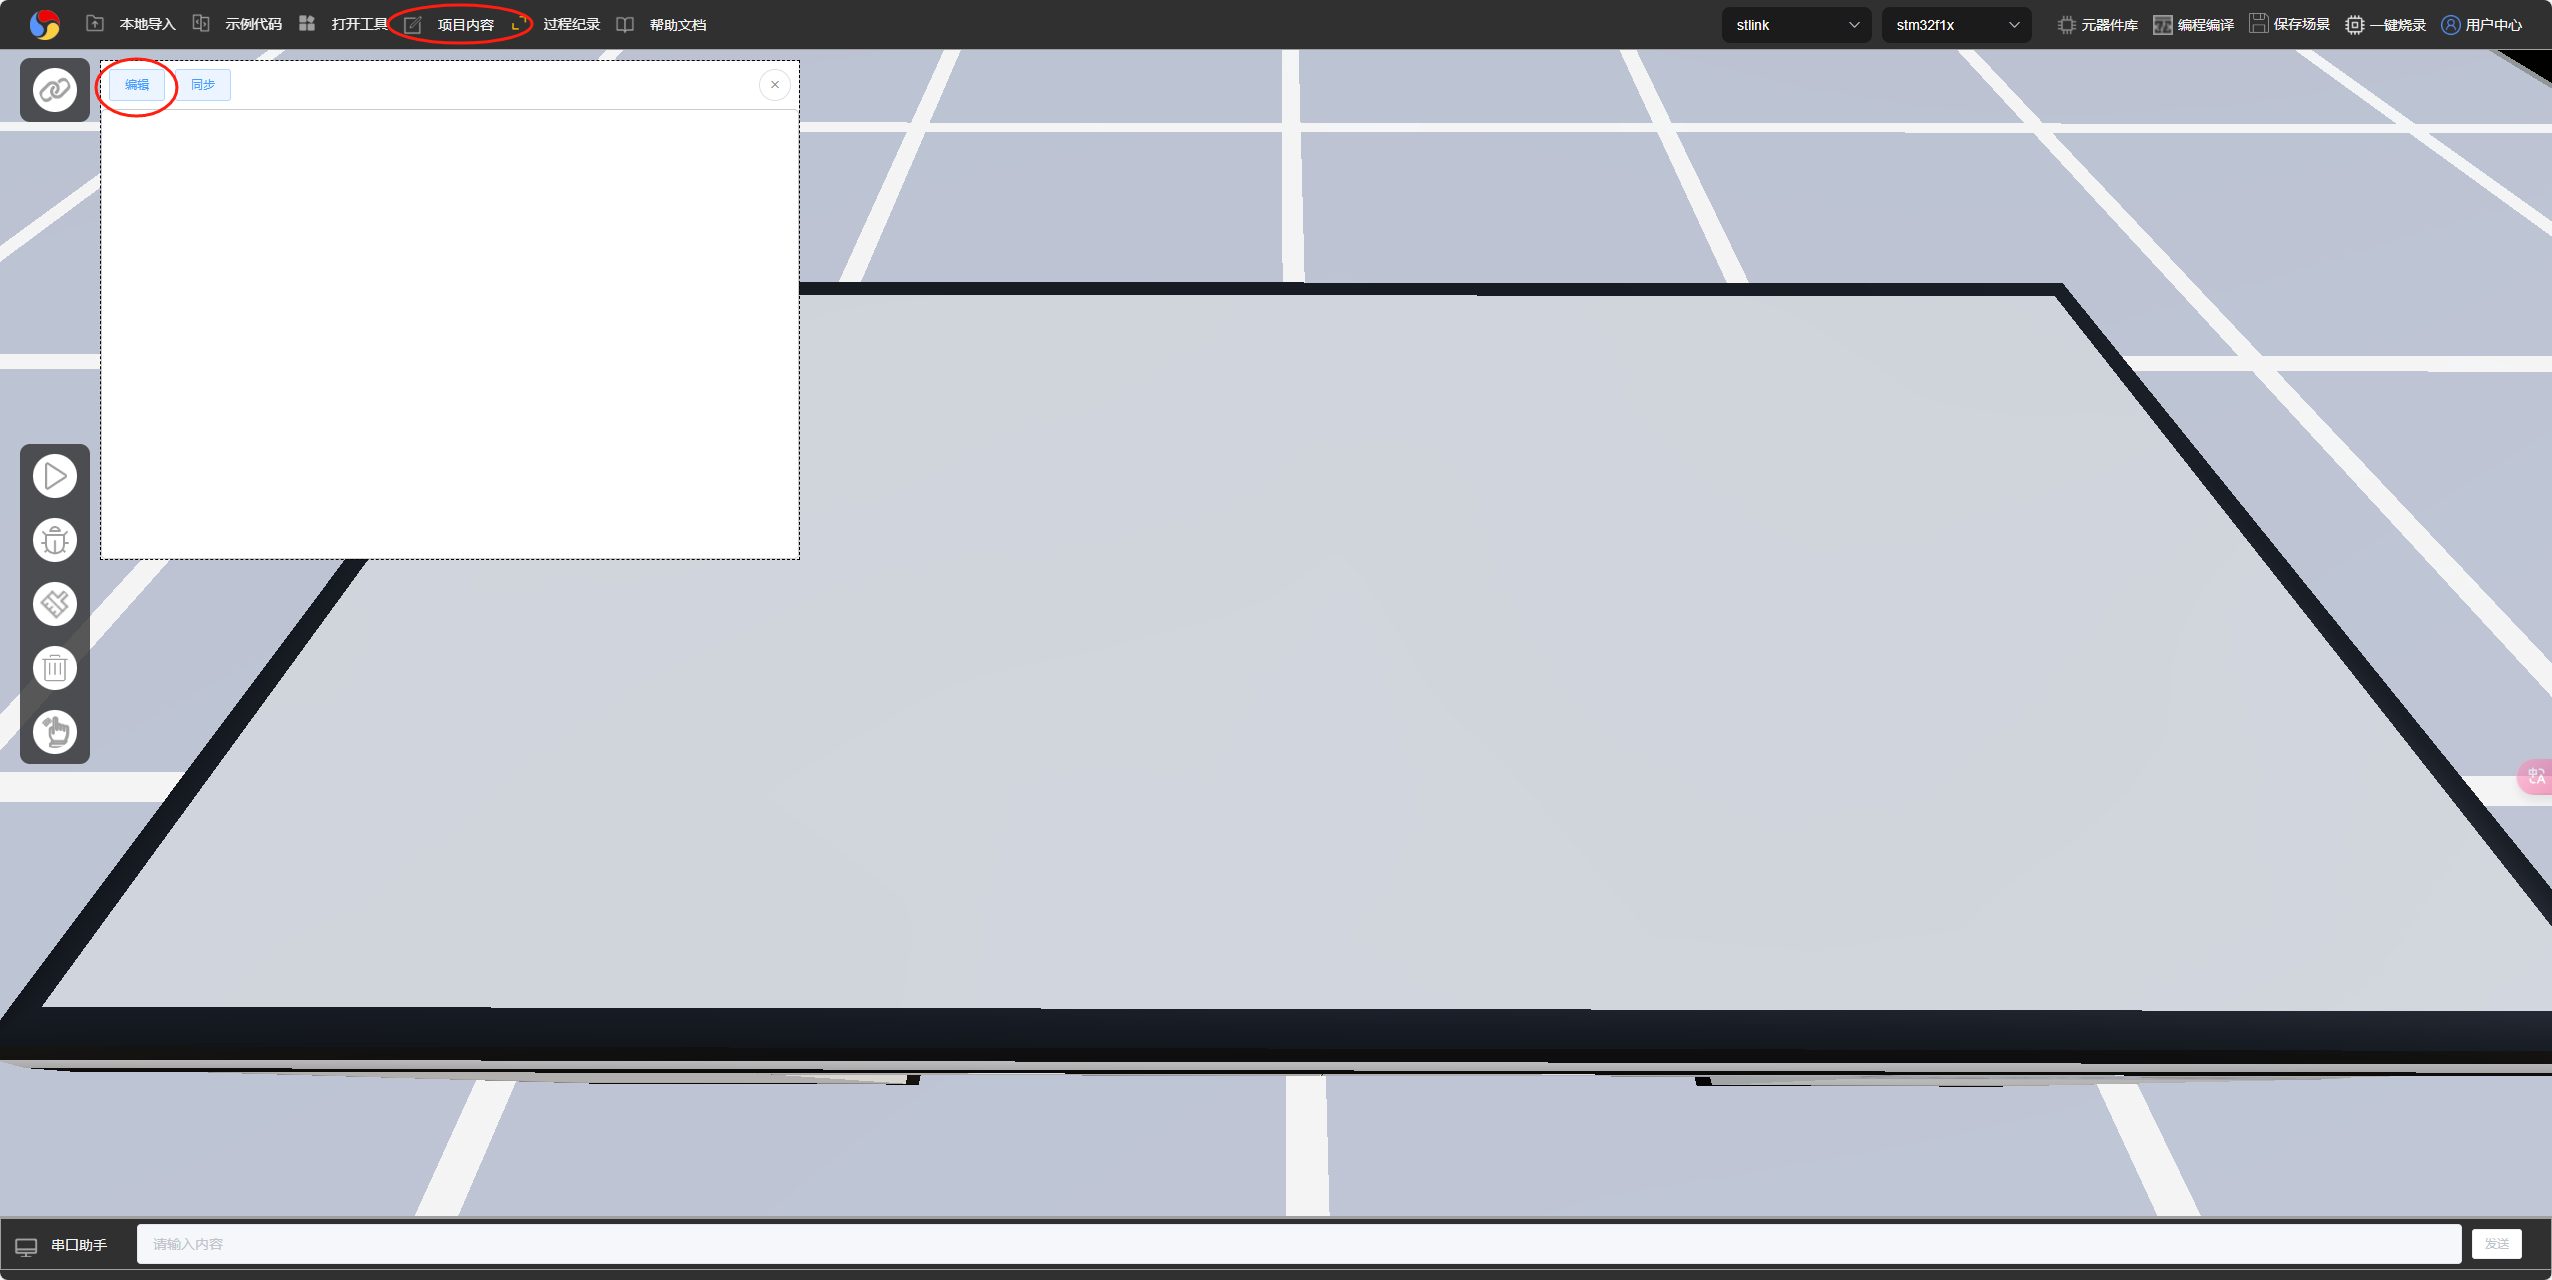 本地导入 示例代码 打开工具 项目内容 过程纪录 帮助文档 stlink stm32f1x 元器件库 编程编译 保存场景 一键烧录 用户中心
编辑 同步
串口助手 请输入内容 发送